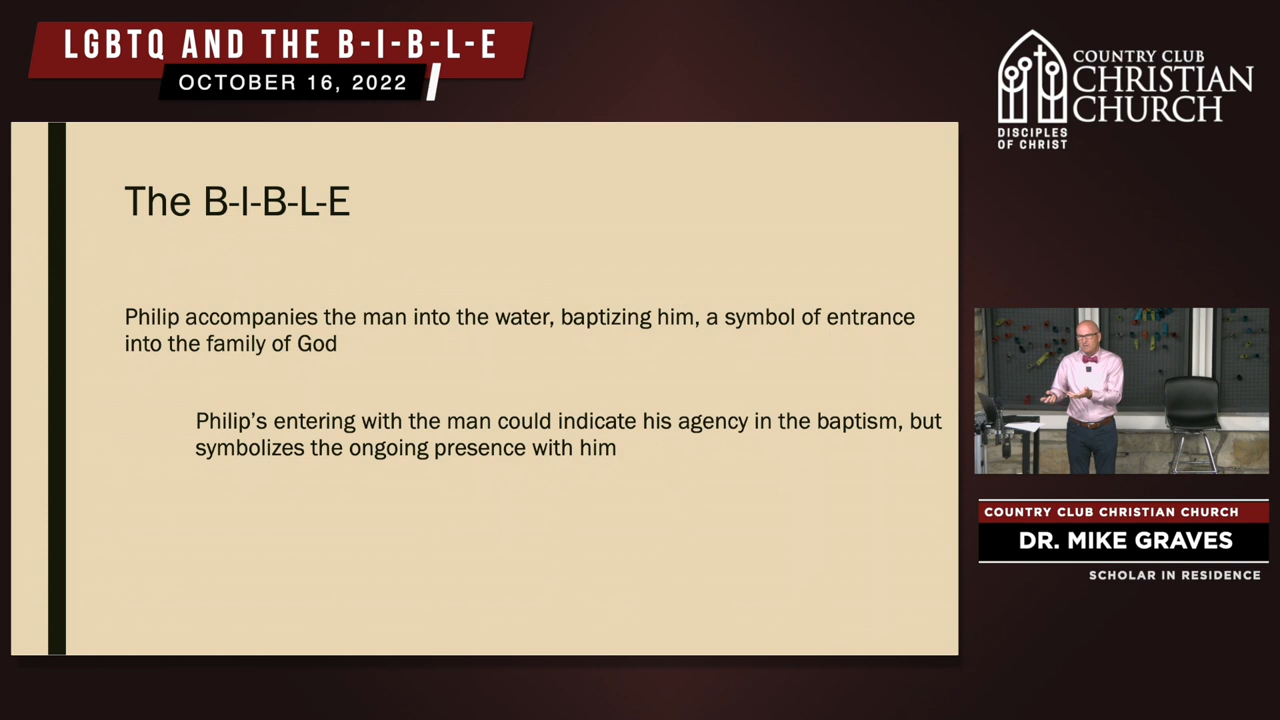 LGBTQ AND THE B-I-B-L-E
OCTOBER 16, 2022
COUNTRY CLUB
CHRISTIAN
CHURCH
DISCIPLES
OF CHRIST
The B-I-B-L-E
Philip accompanies the man into the water, baptizing him, a symbol of entrance
into the family of God
Philip’s entering with the man could indicate his agency in the baptism, but
symbolizes the ongoing presence with him
COUNTRY CLUB CHRISTIAN CHURCH
DR. MIKE GRAVES
SCHOLAR IN RESIDENCE